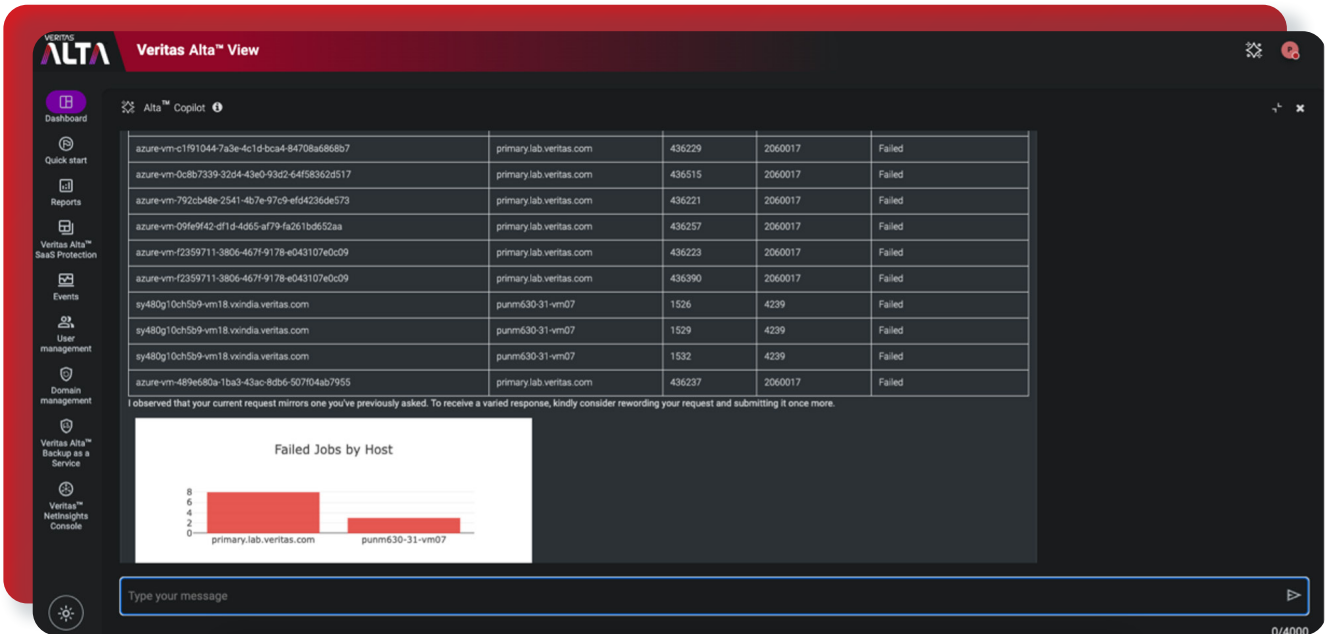 VERITAS
ALTA
Veritas Alta™ View
P
Dashboard
Quick start
Reports
Veritas Alta™
SaaS Protection
Events
User
management
Domain
management
Veritas Alta™
Backup as a
Service
Veritas™
NetInsights
Console
Alta™ Copilot
azure-vm-c1f91044-7a3e-4c1d-bca4-84708a6868b7 primary.lab.veritas.com 436229 2060017 Failed
azure-vm-0c8b7339-32d4-43e0-93d2-64f58362d517 primary.lab.veritas.com 436515 2060017 Failed
azure-vm-792cb48e-2541-4b7e-97c9-efd4236de573 primary.lab.veritas.com 436221 2060017 Failed
azure-vm-09fe9f42-df1d-4d65-af79-fa261bd652aa primary.lab.veritas.com 436257 2060017 Failed
azure-vm-f2359711-3806-467f-9178-e043107e0c09 primary.lab.veritas.com 436223 2060017 Failed
azure-vm-f2359711-3806-467f-9178-e043107e0c09 primary.lab.veritas.com 436390 2060017 Failed
sy480g10ch5b9-vm18.vxindia.veritas.com punm630-31-vm07 1526 4239 Failed
sy480g10ch5b9-vm18.vxindia.veritas.com punm630-31-vm07 1529 4239 Failed
sy480g10ch5b9-vm18.vxindia.veritas.com punm630-31-vm07 1532 4239 Failed
azure-vm-489e680a-1ba3-43ac-8db6-507f04ab7955 primary.lab.veritas.com 436237 2060017 Failed
I observed that your current request mirrors one you've previously asked. To receive a varied response, kindly consider rewording your request and submitting it once more.
Failed Jobs by Host
8
6
4
2
0
primary.lab.veritas.com punm630-31-vm07
Type your message
0/4000